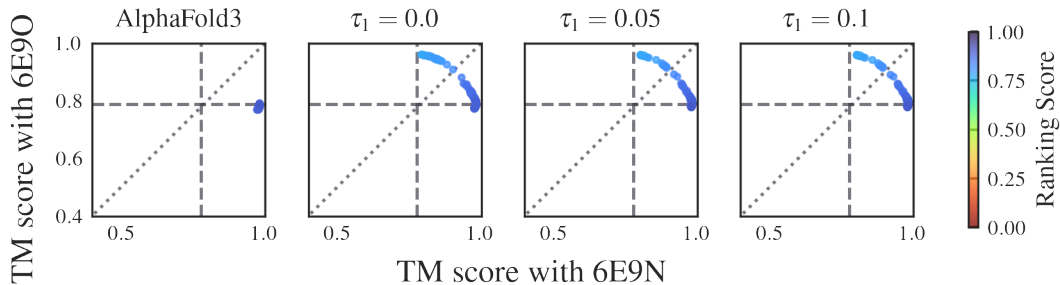 AlphaFold3
τ₁ = 0.0
τ₁ = 0.05
τ₁ = 0.1
TM score with 6E9O
1.0
0.8
0.6
0.4
0.5
1.0
0.5
1.0
0.5
1.0
0.5
1.0
TM score with 6E9N
1.00
0.75
0.50
0.25
0.00
Ranking Score